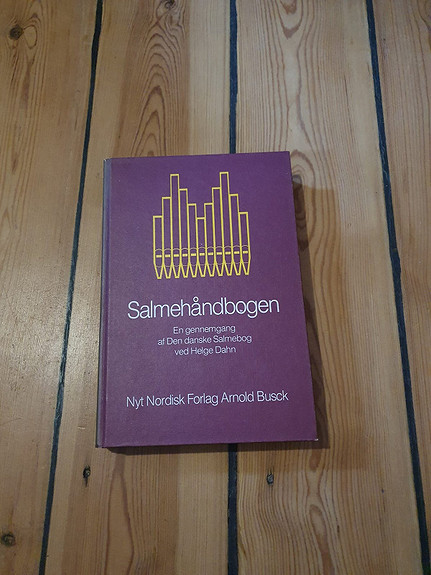 Salmehåndbogen
En gennemgang
af Den danske Salmebog
ved Helge Dahn
Nyt Nordisk Forlag Arnold Busck